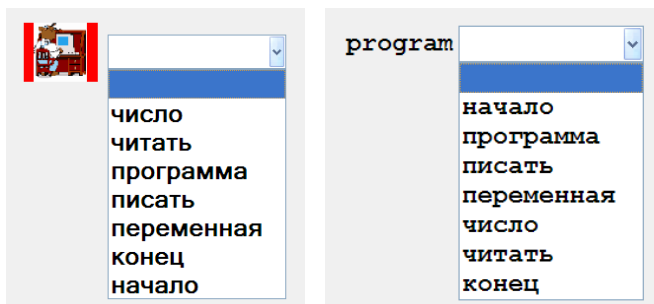 число
читать
программа
писать
переменная
конец
начало
program
начало
программа
писать
переменная
число
читать
конец